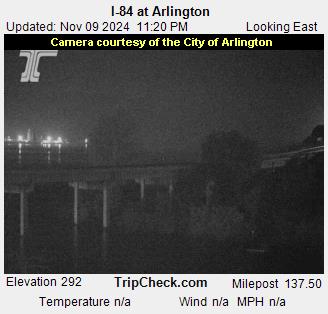 I-84 at Arlington
Updated: Nov 09 2024 11:20 PM Looking East
Camera courtesy of the City of Arlington
Elevation 292 TripCheck.com Milepost 137.50
Temperature n/a Wind n/a MPH n/a